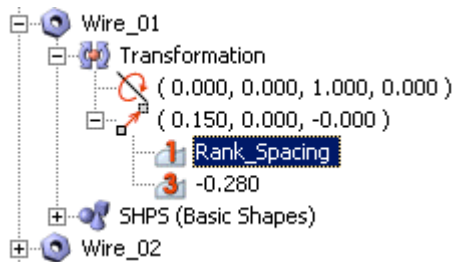 Wire_01
Transformation
( 0.000, 0.000, 1.000, 0.000 )
( 0.150, 0.000, -0.000 )
1 Rank_Spacing
3 -0.280
SHPS (Basic Shapes)
Wire_02